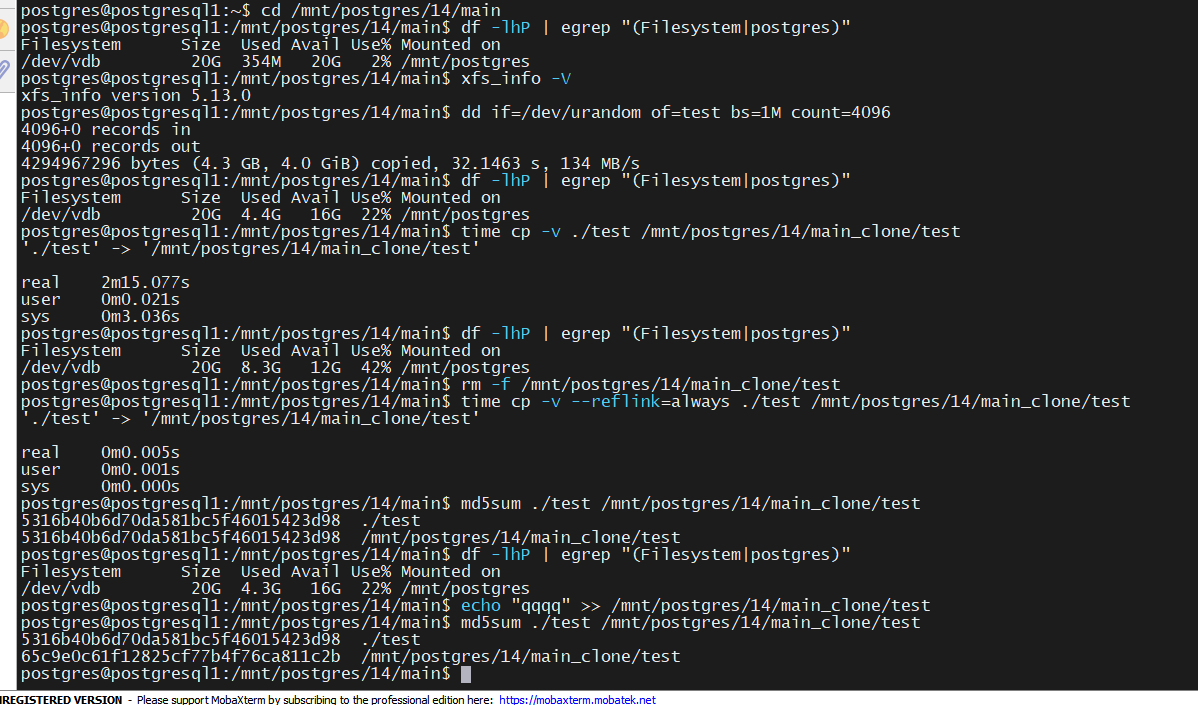 postgres@postgresql1:~$ cd /mnt/postgres/14/main
postgres@postgresql1:/mnt/postgres/14/main$ df -lhP | egrep "(Filesystem|postgres)"
Filesystem      Size  Used Avail Use% Mounted on
/dev/vdb         20G  354M   20G   2% /mnt/postgres
postgres@postgresql1:/mnt/postgres/14/main$ xfs_info -V
xfs_info version 5.13.0
postgres@postgresql1:/mnt/postgres/14/main$ dd if=/dev/urandom of=test bs=1M count=4096
4096+0 records in
4096+0 records out
4294967296 bytes (4.3 GB, 4.0 GiB) copied, 32.1463 s, 134 MB/s
postgres@postgresql1:/mnt/postgres/14/main$ df -lhP | egrep "(Filesystem|postgres)"
Filesystem      Size  Used Avail Use% Mounted on
/dev/vdb         20G  4.4G   16G  22% /mnt/postgres
postgres@postgresql1:/mnt/postgres/14/main$ time cp -v ./test /mnt/postgres/14/main_clone/test
'./test' -> '/mnt/postgres/14/main_clone/test'
real    2m15.077s
user    0m0.021s
sys     0m3.036s
postgres@postgresql1:/mnt/postgres/14/main$ df -lhP | egrep "(Filesystem|postgres)"
Filesystem      Size  Used Avail Use% Mounted on
/dev/vdb         20G  8.3G   12G  42% /mnt/postgres
postgres@postgresql1:/mnt/postgres/14/main$ rm -f /mnt/postgres/14/main_clone/test
postgres@postgresql1:/mnt/postgres/14/main$ time cp -v --reflink=always ./test /mnt/postgres/14/main_clone/test
'./test' -> '/mnt/postgres/14/main_clone/test'
real    0m0.005s
user    0m0.001s
sys     0m0.000s
postgres@postgresql1:/mnt/postgres/14/main$ md5sum ./test /mnt/postgres/14/main_clone/test
5316b40b6d70da581bc5f46015423d98  ./test
5316b40b6d70da581bc5f46015423d98  /mnt/postgres/14/main_clone/test
postgres@postgresql1:/mnt/postgres/14/main$ df -lhP | egrep "(Filesystem|postgres)"
Filesystem      Size  Used Avail Use% Mounted on
/dev/vdb         20G  4.3G   16G  22% /mnt/postgres
postgres@postgresql1:/mnt/postgres/14/main$ echo "qqqq" >> /mnt/postgres/14/main_clone/test
postgres@postgresql1:/mnt/postgres/14/main$ md5sum ./test /mnt/postgres/14/main_clone/test
5316b40b6d70da581bc5f46015423d98  ./test
65c9e0c61f12825cf77b4f76ca811c2b  /mnt/postgres/14/main_clone/test
postgres@postgresql1:/mnt/postgres/14/main$
NREGISTERED VERSION - Please support MobaXterm by subscribing to the professional edition here: https://mobaxterm.mobatek.net